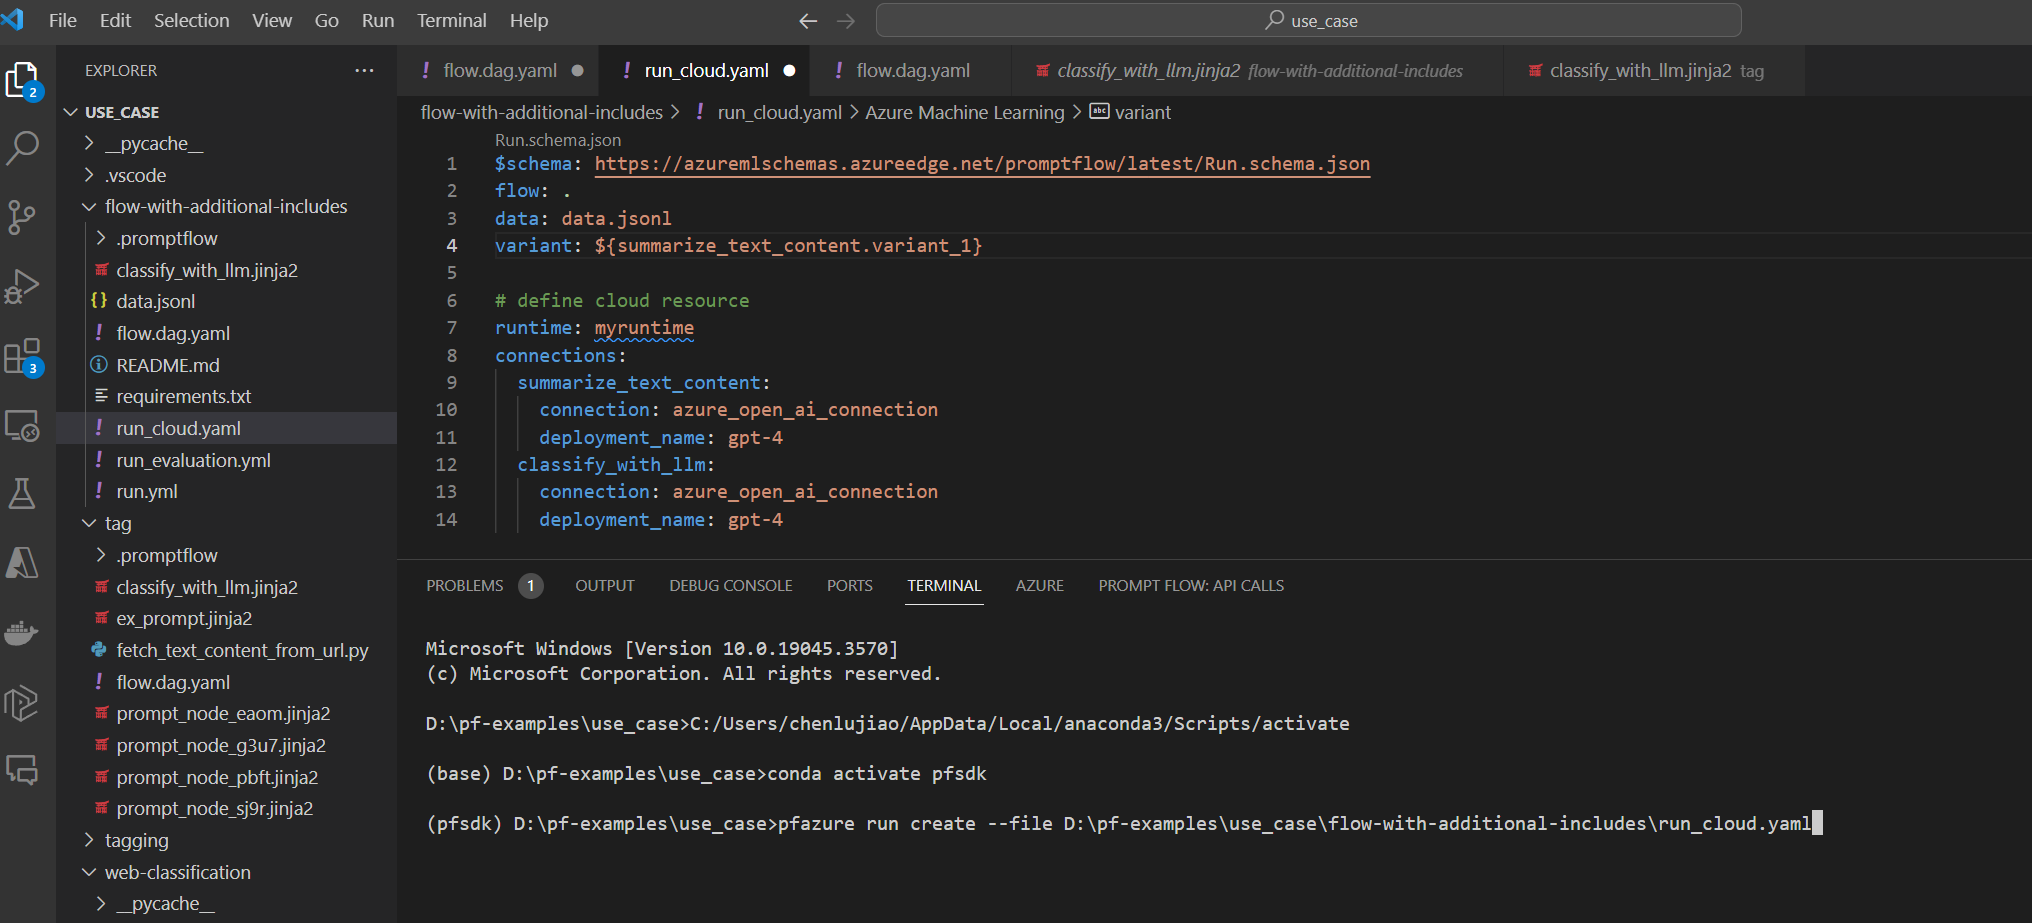 File Edit Selection View Go Run Terminal Help
use_case
EXPLORER
2
3
USE_CASE
__pycache__
.vscode
flow-with-additional-includes
.promptflow
classify_with_llm.jinja2
data.jsonl
flow.dag.yaml
README.md
requirements.txt
run_cloud.yaml
run_evaluation.yml
run.yml
tag
.promptflow
classify_with_llm.jinja2
ex_prompt.jinja2
fetch_text_content_from_url.py
flow.dag.yaml
prompt_node_eaom.jinja2
prompt_node_g3u7.jinja2
prompt_node_pbft.jinja2
prompt_node_sj9r.jinja2
tagging
web-classification
__pycache__
flow.dag.yaml run_cloud.yaml flow.dag.yaml classify_with_llm.jinja2 flow-with-additional-includes classify_with_llm.jinja2 tag
flow-with-additional-includes > run_cloud.yaml > Azure Machine Learning > abc variant
Run.schema.json
1 $schema: https://azuremlschemas.azureedge.net/promptflow/latest/Run.schema.json
2 flow: .
3 data: data.jsonl
4 variant: ${summarize_text_content.variant_1}
5
6 # define cloud resource
7 runtime: myruntime
8 connections:
9 summarize_text_content:
10 connection: azure_open_ai_connection
11 deployment_name: gpt-4
12 classify_with_llm:
13 connection: azure_open_ai_connection
14 deployment_name: gpt-4
PROBLEMS 1 OUTPUT DEBUG CONSOLE PORTS TERMINAL AZURE PROMPT FLOW: API CALLS
Microsoft Windows [Version 10.0.19045.3570]
(c) Microsoft Corporation. All rights reserved.
D:\pf-examples\use_case>C:/Users/chenlujiao/AppData/Local/anaconda3/Scripts/activate
(base) D:\pf-examples\use_case>conda activate pfsdk
(pfsdk) D:\pf-examples\use_case>pfazure run create --file D:\pf-examples\use_case\flow-with-additional-includes\run_cloud.yaml